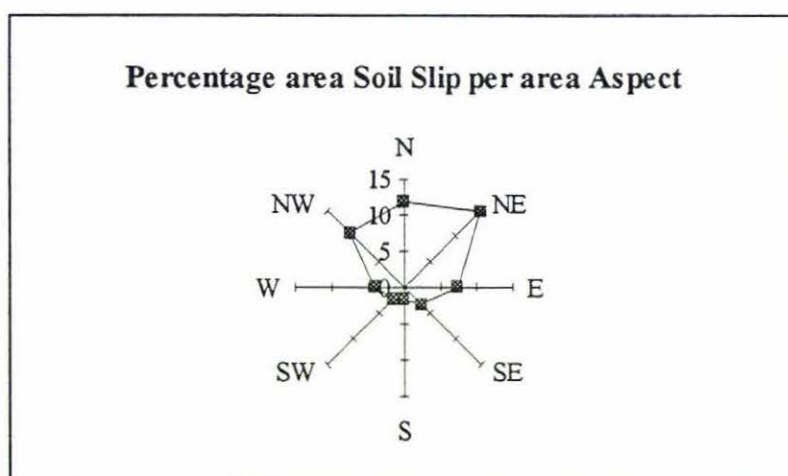 Percentage area Soil Slip per area Aspect
N
15
NW
10
NE
5
W
0
E
SW
SE
S